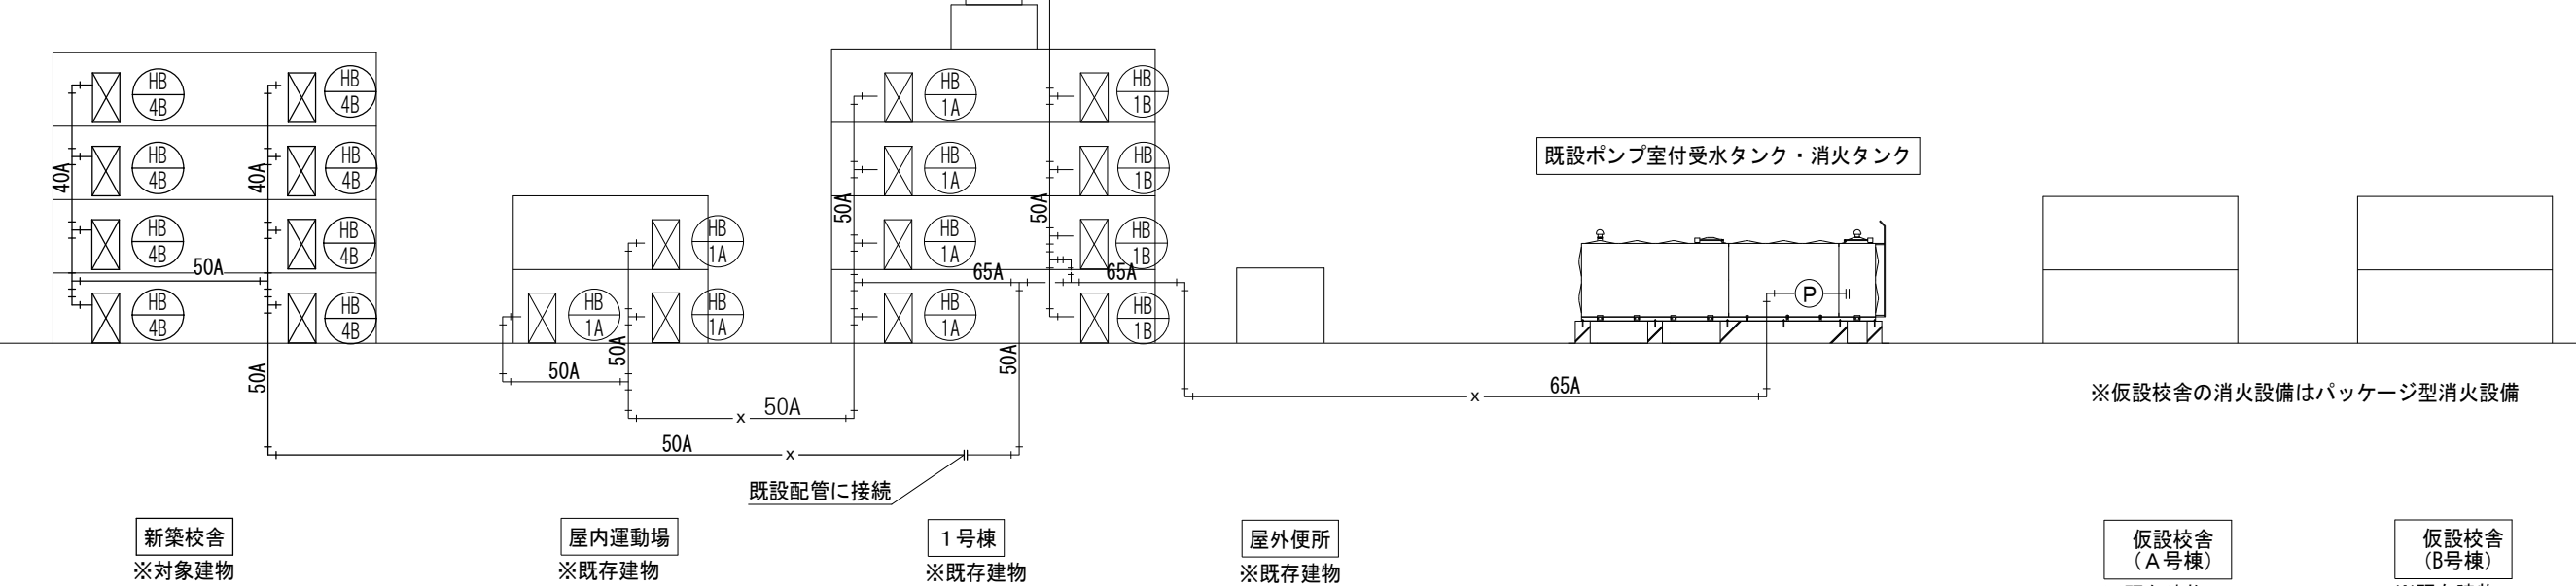 HB
4B
HB
4B
HB
1A
HB
1B
HB
4B
HB
4B
HB
1A
HB
1B
40A
40A
50A
50A
既設ポンプ室付受水タンク・消火タンク
HB
4B
HB
4B
HB
1A
HB
1A
HB
1B
50A
65A
65A
HB
4B
HB
4B
HB
1A
HB
1A
HB
1A
HB
1B
P
50A
50A
50A
50A
x
50A
x
65A
※仮設校舎の消火設備はパッケージ型消火設備
50A
x
既設配管に接続
新築校舎
※対象建物
屋内運動場
※既存建物
1号棟
※既存建物
屋外便所
※既存建物
仮設校舎
（A号棟）
仮設校舎
(B号棟)